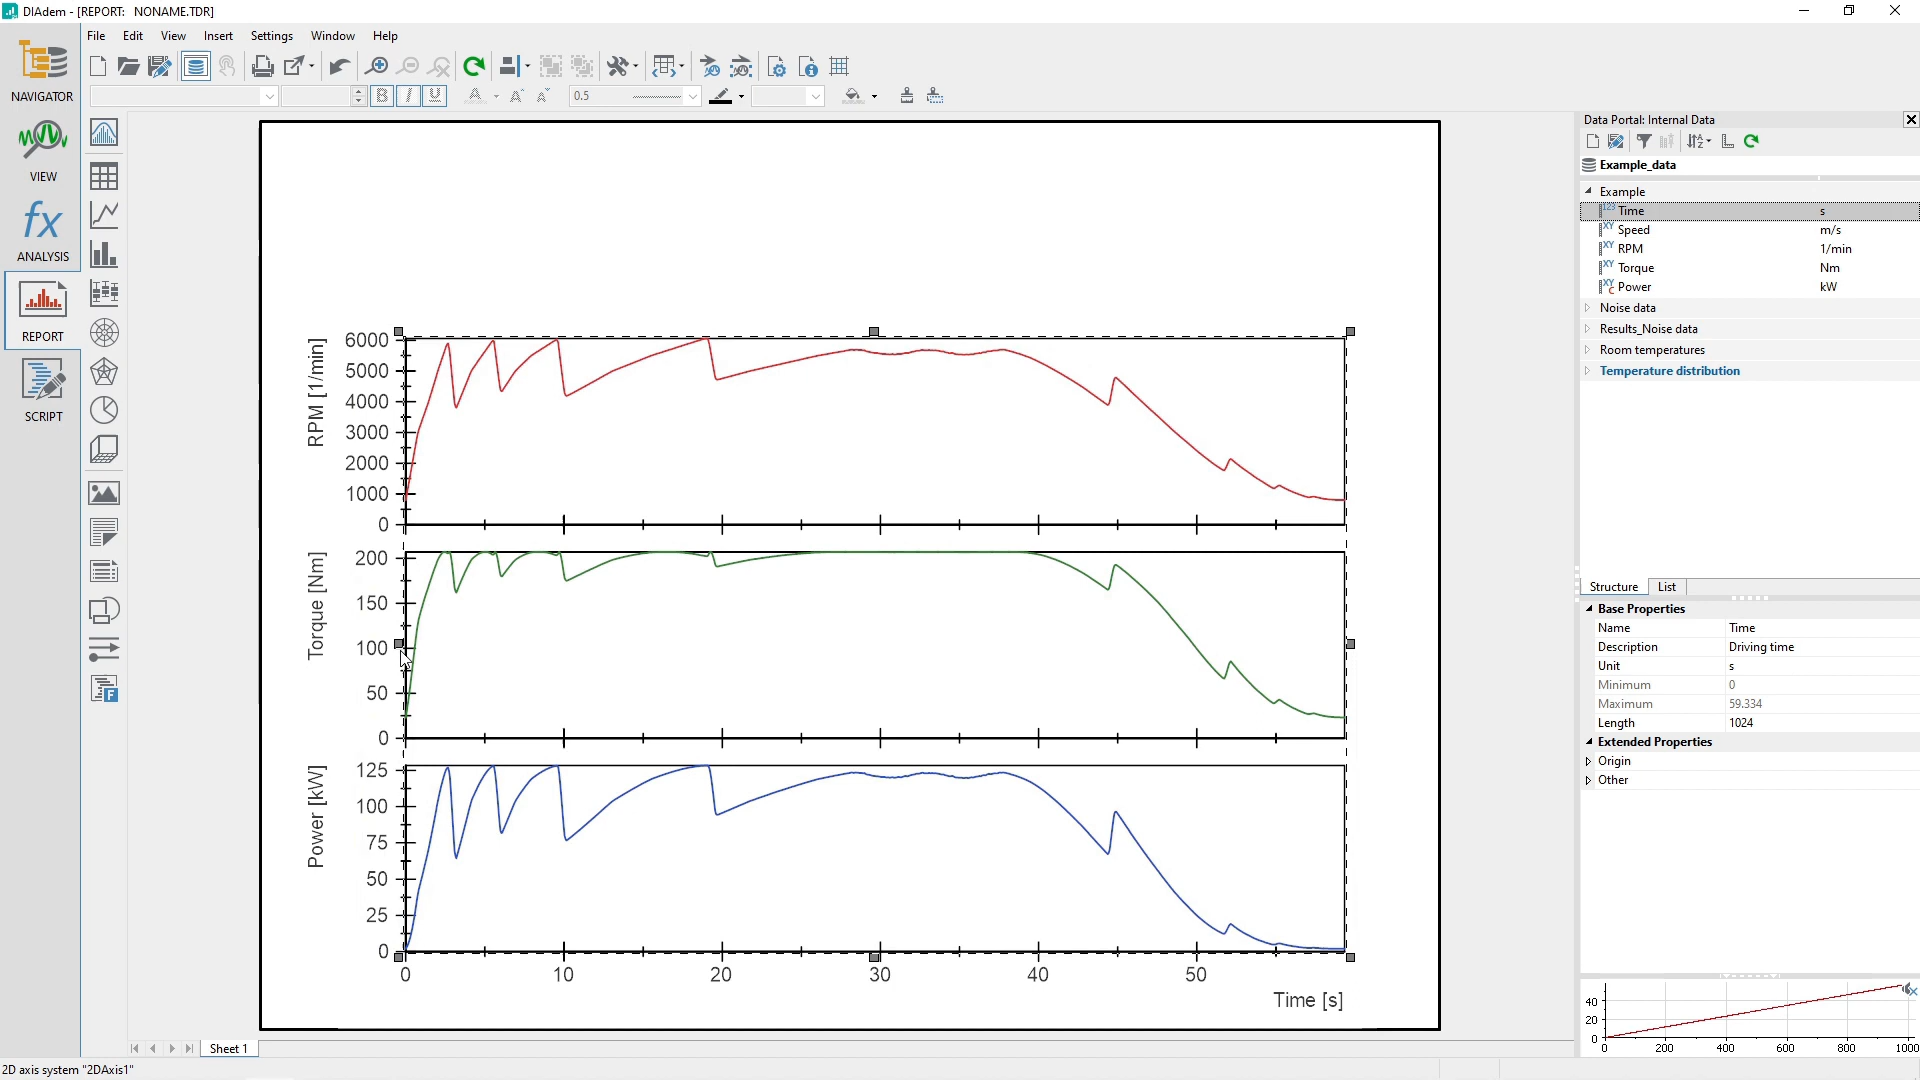 DIAdem - [REPORT: NONAME.TDR]
File Edit View Insert Settings Window Help
NAVIGATOR
VIEW
fx
ANALYSIS
REPORT
SCRIPT
0.5
B I U
6000
5000
4000
3000
2000
1000
0
RPM [1/min]
200
150
100
50
0
Torque [Nm]
125
100
75
50
25
0
Power [kW]
0 10 20 30 40 50
Time [s]
Sheet 1
2D axis system "2DAxis1"
Data Portal: Internal Data
Example_data
Example
Time s
Speed m/s
RPM 1/min
Torque Nm
Power kW
Noise data
Results_Noise data
Room temperatures
Temperature distribution
Structure List
Base Properties
Name Time
Description Driving time
Unit s
Minimum 0
Maximum 59.334
Length 1024
Extended Properties
Origin
Other
40
20
0
0 200 400 600 800 1000